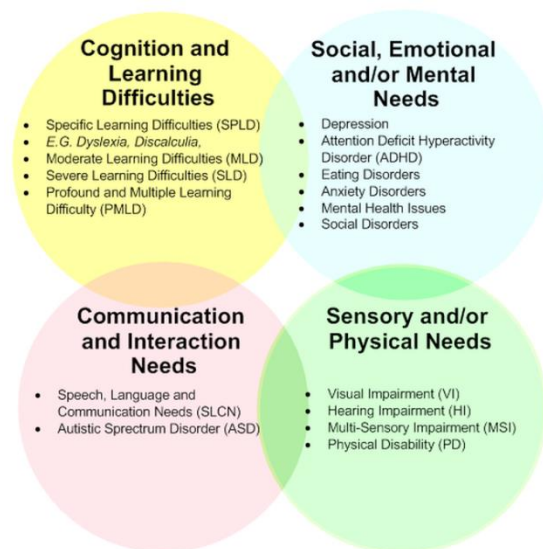 Cognition and
Learning
Difficulties
• Specific Learning Difficulties (SPLD)
• E.G. Dyslexia, Discalculia,
• Moderate Learning Difficulties (MLD)
• Severe Learning Difficulties (SLD)
• Profound and Multiple Learning
Difficulty (PMLD)
Social, Emotional
and/or Mental
Needs
• Depression
• Attention Deficit Hyperactivity
Disorder (ADHD)
• Eating Disorders
• Anxiety Disorders
• Mental Health Issues
• Social Disorders
Communication
and Interaction
Needs
• Speech, Language and
Communication Needs (SLCN)
• Autistic Spectrum Disorder (ASD)
Sensory and/or
Physical Needs
• Visual Impairment (VI)
• Hearing Impairment (HI)
• Multi-Sensory Impairment (MSI)
• Physical Disability (PD)